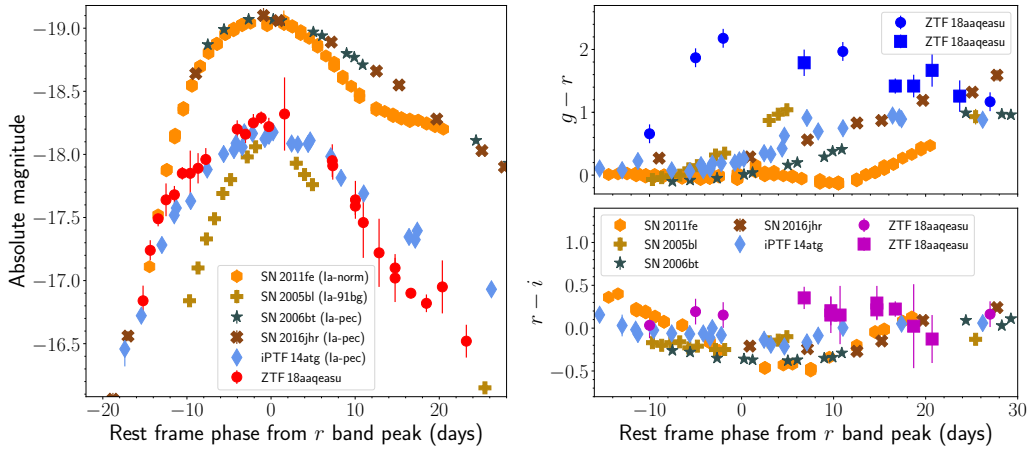 −19.0
−18.5
−18.0
−17.5
−17.0
−16.5
Absolute magnitude
SN 2011fe (Ia-norm)
SN 2005bl (Ia-91bg)
SN 2006bt (Ia-pec)
SN 2016jhr (Ia-pec)
iPTF 14atg (Ia-pec)
ZTF 18aaqeasu
−20 −10 0 10 20
Rest frame phase from r band peak (days)
2
1
0
g − r
ZTF 18aaqeasu
ZTF 18aaqeasu
1.0
0.5
0.0
−0.5
r − i
SN 2011fe SN 2016jhr ZTF 18aaqeasu
SN 2005bl iPTF 14atg ZTF 18aaqeasu
SN 2006bt
−10 0 10 20 30
Rest frame phase from r band peak (days)